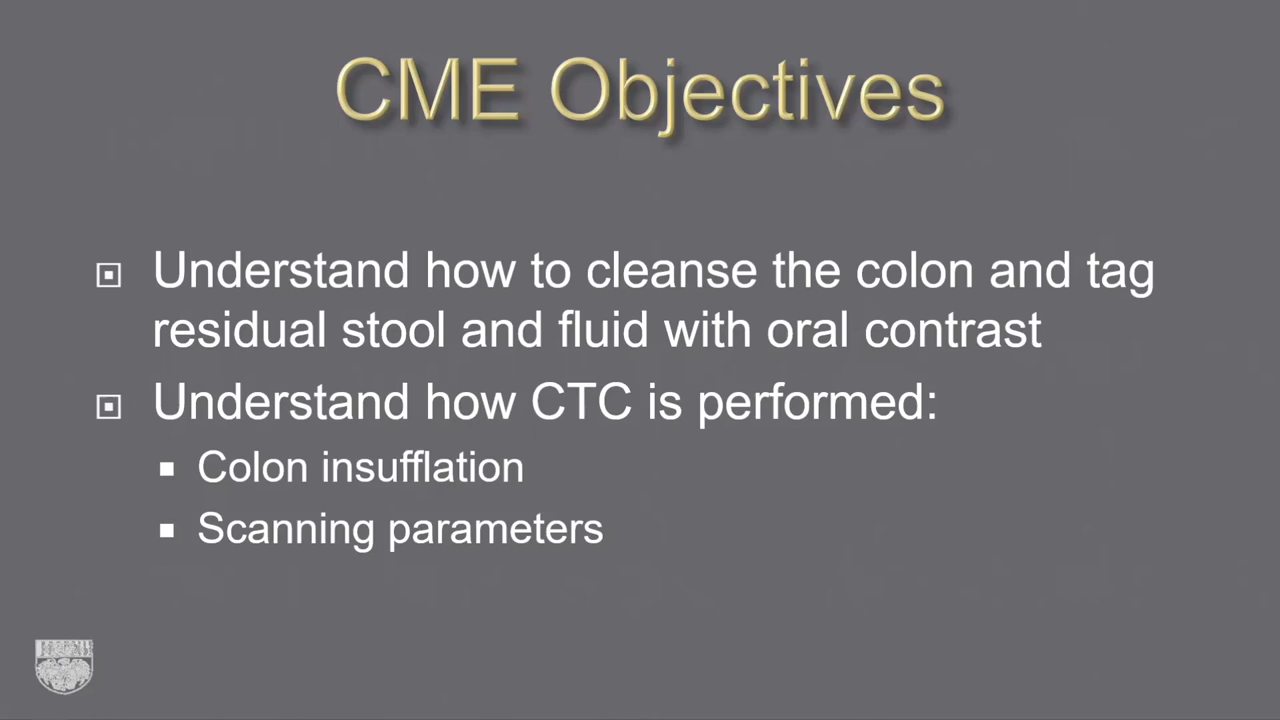 CME Objectives
Understand how to cleanse the colon and tag
residual stool and fluid with oral contrast
Understand how CTC is performed:
Colon insufflation
Scanning parameters